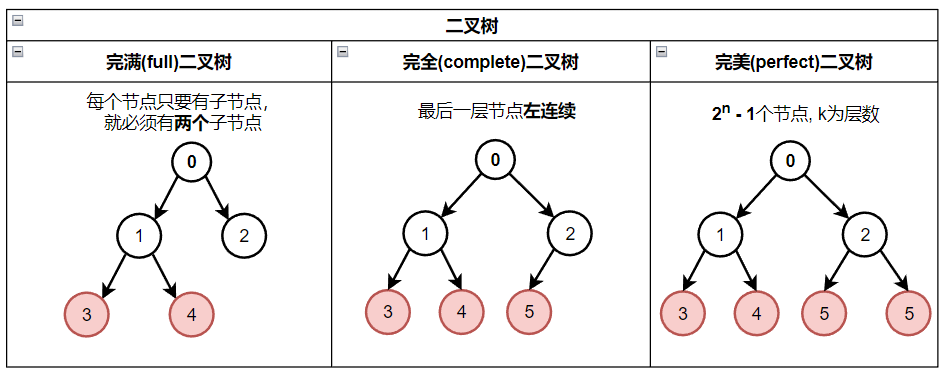 二叉树
完满(full)二叉树
完全(complete)二叉树
完美(perfect)二叉树
每个节点只要有子节点,
就必须有两个子节点
0
1
2
3
4
最后一层节点左连续
0
1
2
3
4
5
2ⁿ - 1个节点, k为层数
0
1
2
3
4
5
5